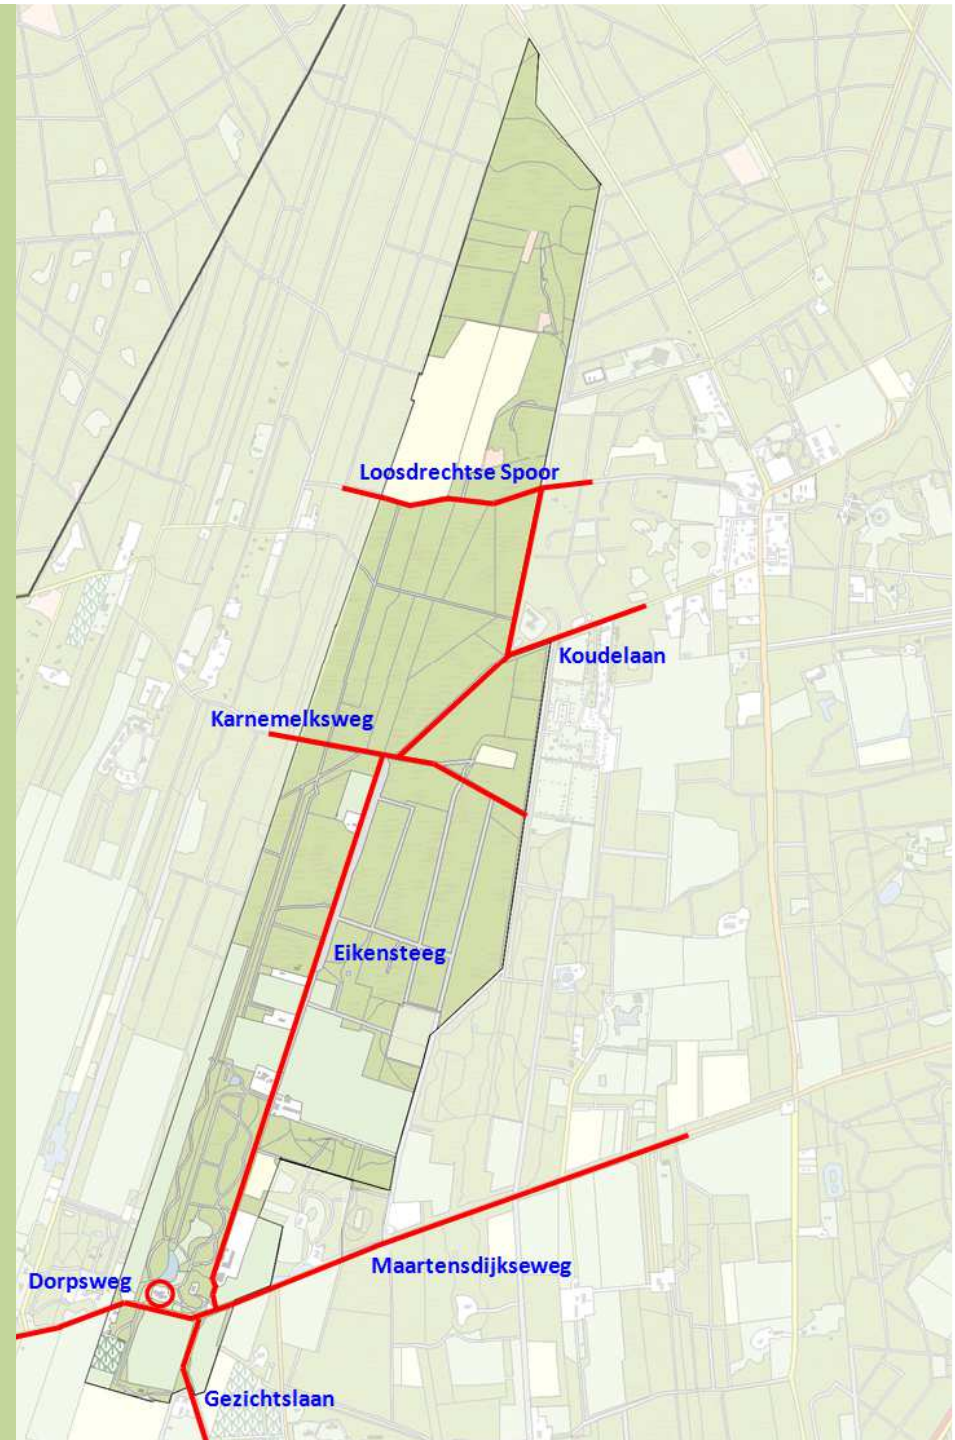 Loosdrechtse Spoor
Koudelaan
Karnemelksweg
Eikensteeg
Maartensdijkseweg
Dorpsweg
Gezichtslaan